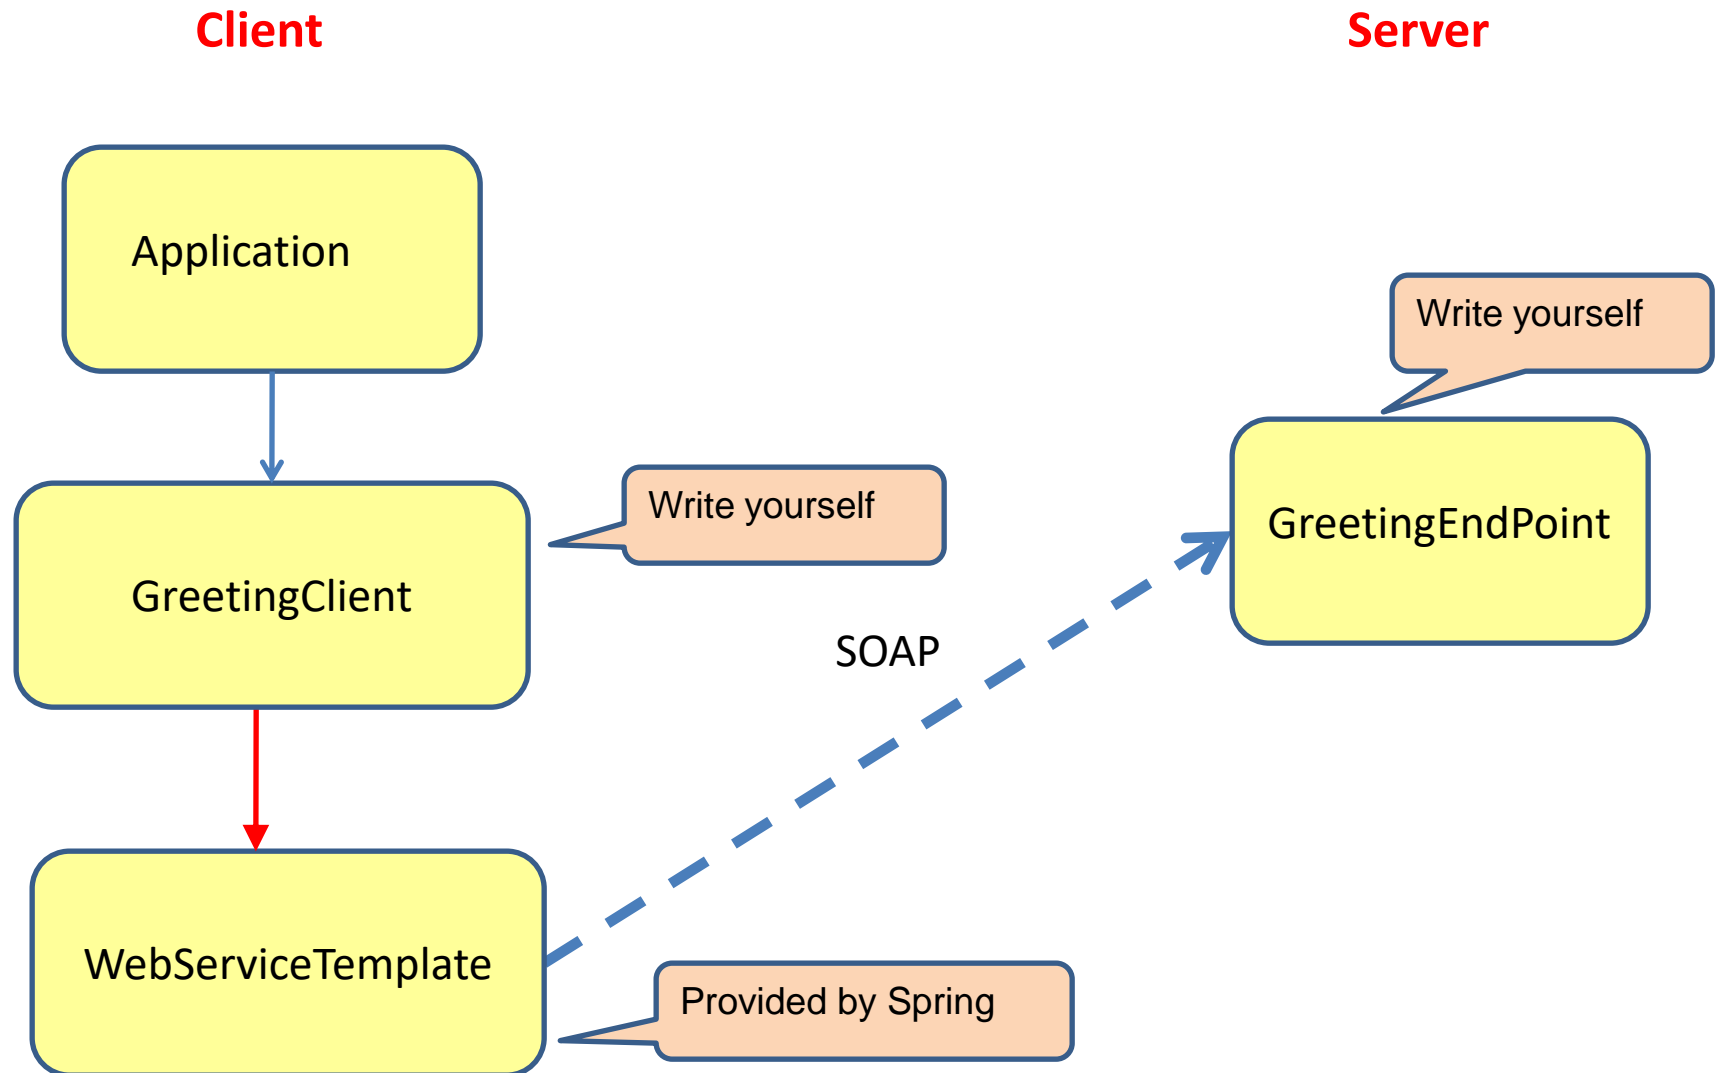 Client
Server
Application
Write yourself
Write yourself
GreetingEndPoint
GreetingClient
SOAP
WebServiceTemplate
Provided by Spring